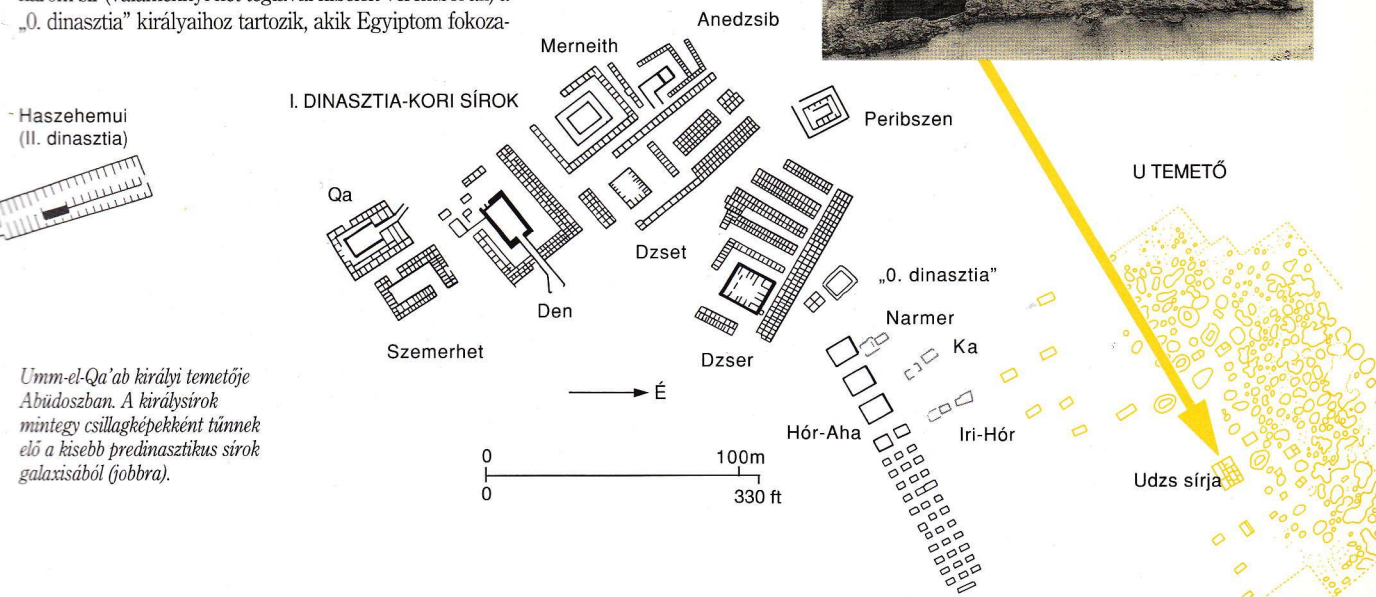 „0. dinasztia” királyaihoz tartozik, akik Egyiptom fokoza-
Anedzsib
Merneith
I. DINASZTIA-KORI SÍROK
Haszehemui
(II. dinasztia)
Peribszen
U TEMETŐ
Qa
Dzset
„0. dinasztia”
Den
Narmer
Ka
Szemerhet
Dzser
Umm-el-Qa'ab királyi temetője
Abüdoszban. A királysírok
mintegy csillagképekként tűnnek
elő a kisebb predinasztikus sírok
galaxisából (jobbra).
É
Hór-Aha
Iri-Hór
0 100m
0 330 ft
Udzs sírja